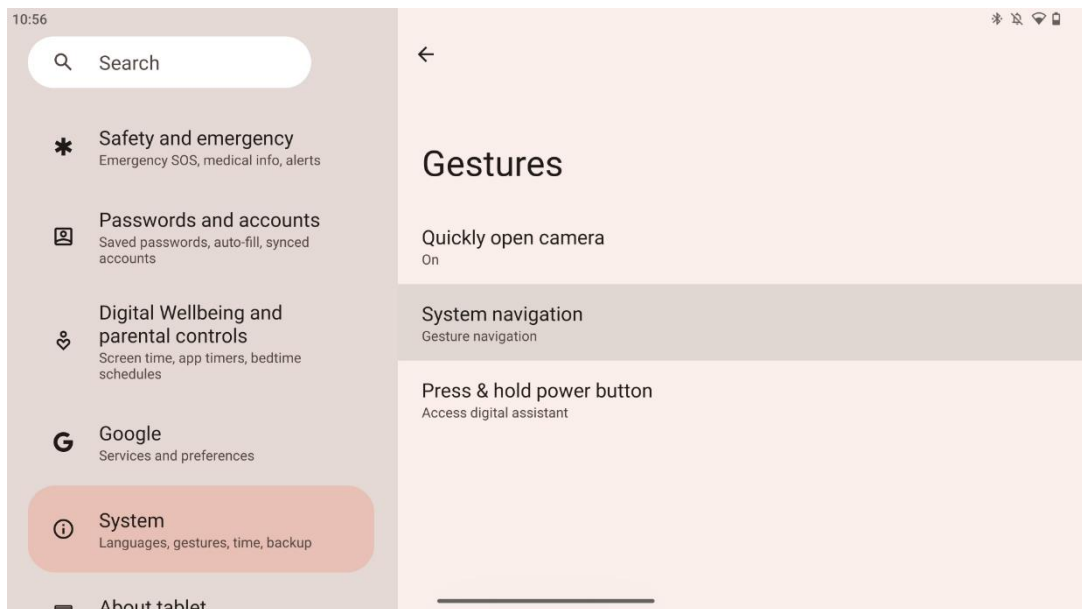 10:56
Search
Safety and emergency
Emergency SOS, medical info, alerts
Passwords and accounts
Saved passwords, auto-fill, synced
accounts
Digital Wellbeing and
parental controls
Screen time, app timers, bedtime
schedules
Google
Services and preferences
System
Languages, gestures, time, backup
About tablet
Gestures
Quickly open camera
On
System navigation
Gesture navigation
Press & hold power button
Access digital assistant